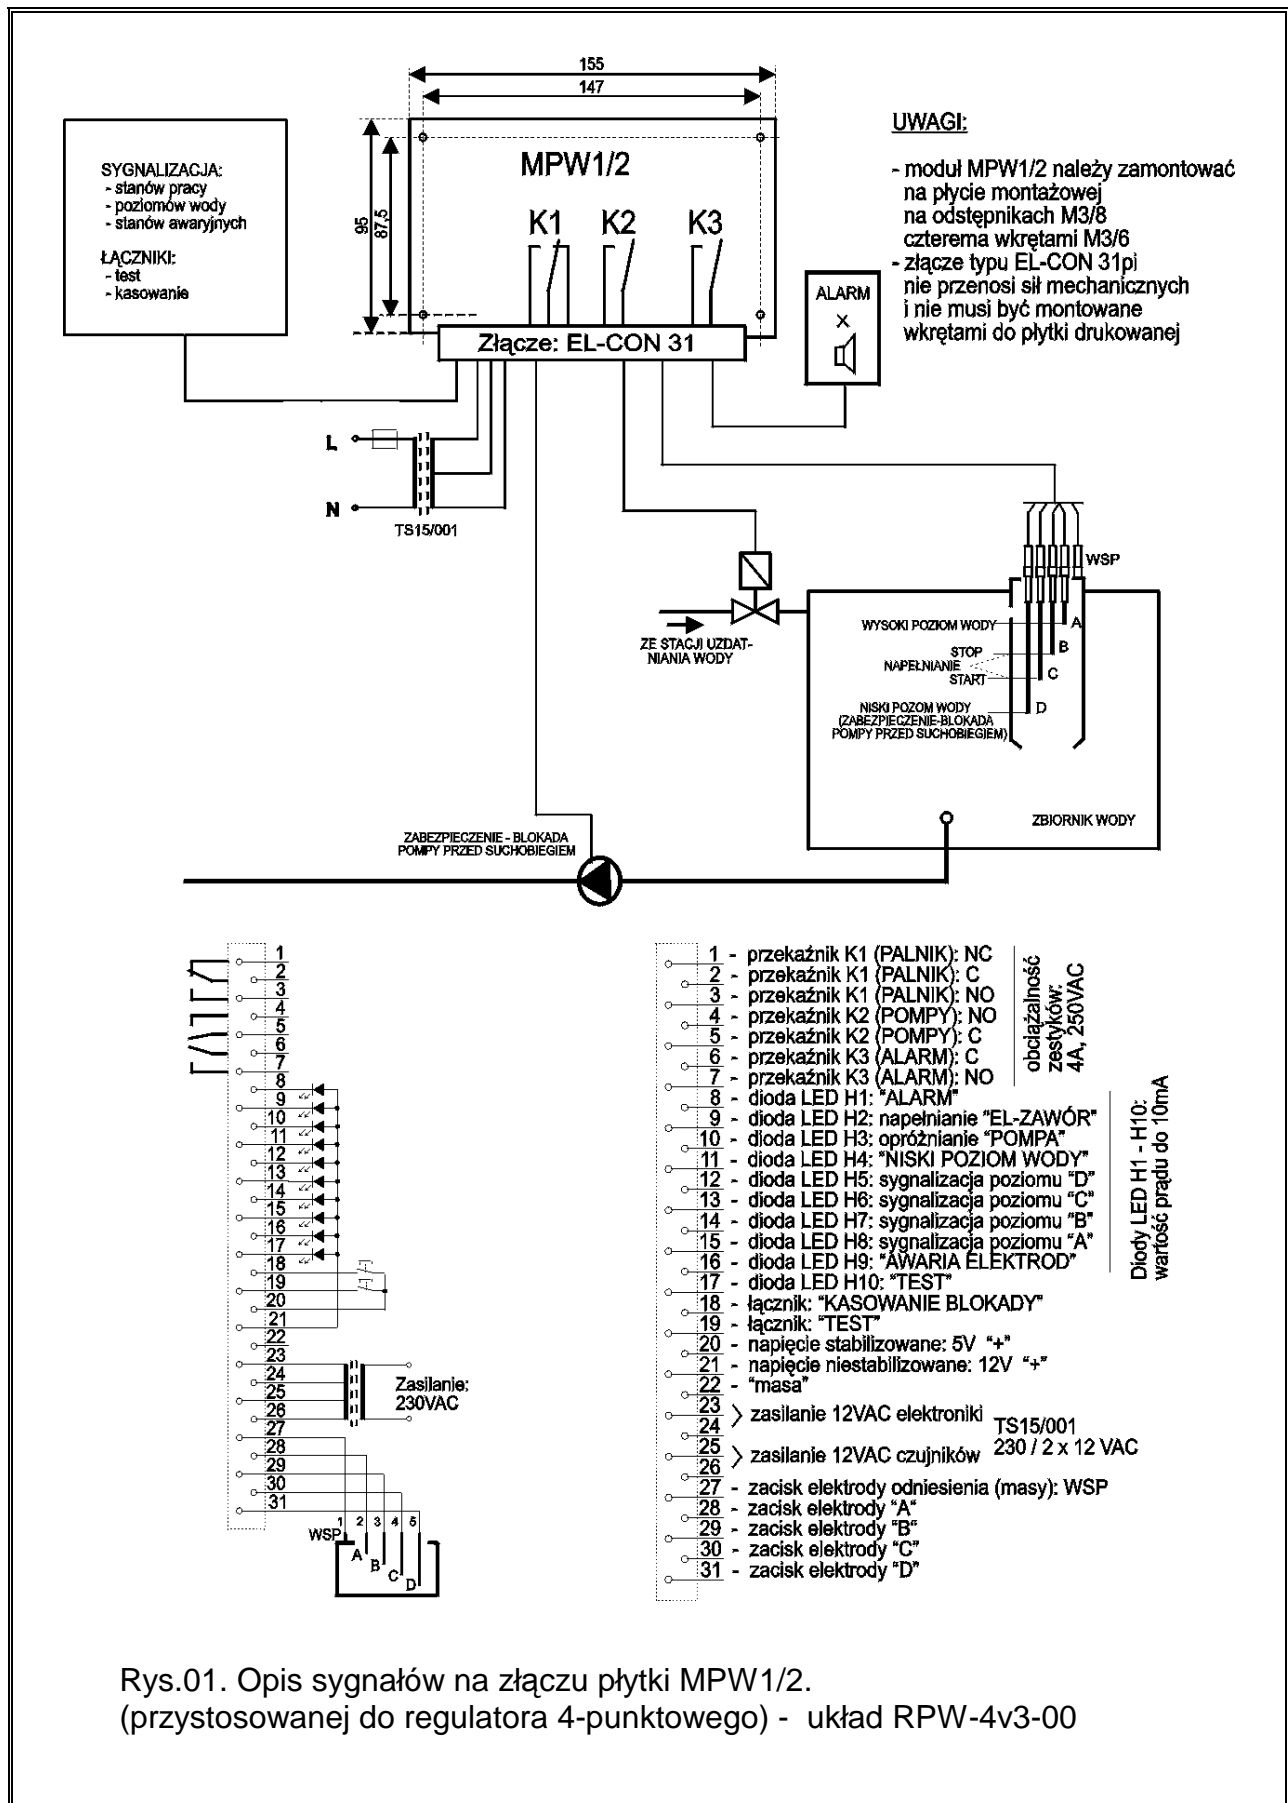 155
147
95
87,5
MPW1/2
K1
K2
K3
Złącze: EL-CON 31
SYGNALIZACJA:
- stanów pracy
- poziomów wody
- stanów awaryjnych
ŁĄCZNIKI:
- test
- kasowanie
UWAGI:
- moduł MPW1/2 należy zamontować
na płycie montażowej
na odstępnikach M3/8
czterema wkrętami M3/6
- złącze typu EL-CON 31pi
nie przenosi sił mechanicznych
i nie musi być montowane
wkrętami do płytki drukowanej
ALARM
L
N
TS15/001
WSP
ZE STACJI UZDAT-
NIANIA WODY
WYSOKI POZIOM WODY
A
STOP
B
NAPEŁNIANIE
START
C
NISKI POZOM WODY
D
(ZABEZPIECZENIE-BLOKADA
POMPY PRZED SUCHOBIEGIEM)
ZBIORNIK WODY
ZABEZPIECZENIE - BLOKADA
POMPY PRZED SUCHOBIEGIEM
1
2
3
4
5
6
7
8
9
10
11
12
13
14
15
16
17
18
19
20
21
22
23
24
25
26
27
28
29
30
31
Zasilanie:
230VAC
1 2 3 4 5
WSP
A
B
C
D
1 - przekaźnik K1 (PALNIK): NC
2 - przekaźnik K1 (PALNIK): C
3 - przekaźnik K1 (PALNIK): NO
4 - przekaźnik K2 (POMPY): NO
5 - przekaźnik K2 (POMPY): C
6 - przekaźnik K3 (ALARM): C
7 - przekaźnik K3 (ALARM): NO
8 - dioda LED H1: "ALARM"
9 - dioda LED H2: napełnianie "EL-ZAWÓR"
10 - dioda LED H3: opróżnianie "POMPA"
11 - dioda LED H4: "NISKI POZIOM WODY"
12 - dioda LED H5: sygnalizacja poziomu "D"
13 - dioda LED H6: sygnalizacja poziomu "C"
14 - dioda LED H7: sygnalizacja poziomu "B"
15 - dioda LED H8: sygnalizacja poziomu "A"
16 - dioda LED H9: "AWARIA ELEKTROD"
17 - dioda LED H10: "TEST"
18 - łącznik: "KASOWANIE BLOKADY"
19 - łącznik: "TEST"
20 - napięcie stabilizowane: 5V "+"
21 - napięcie niestabilizowane: 12V "+"
22 - "masa"
23
24
zasilanie 12VAC elektroniki
25
26
zasilanie 12VAC czujników
TS15/001
230 / 2 x 12 VAC
27 - zacisk elektrody odniesienia (masy): WSP
28 - zacisk elektrody "A"
29 - zacisk elektrody "B"
30 - zacisk elektrody "C"
31 - zacisk elektrody "D"
obciążalność
zestyków:
4A, 250VAC
Diody LED H1 - H10:
wartość prądu do 10mA
Rys.01. Opis sygnałów na złączu płytki MPW1/2.
(przystosowanej do regulatora 4-punktowego) - układ RPW-4v3-00